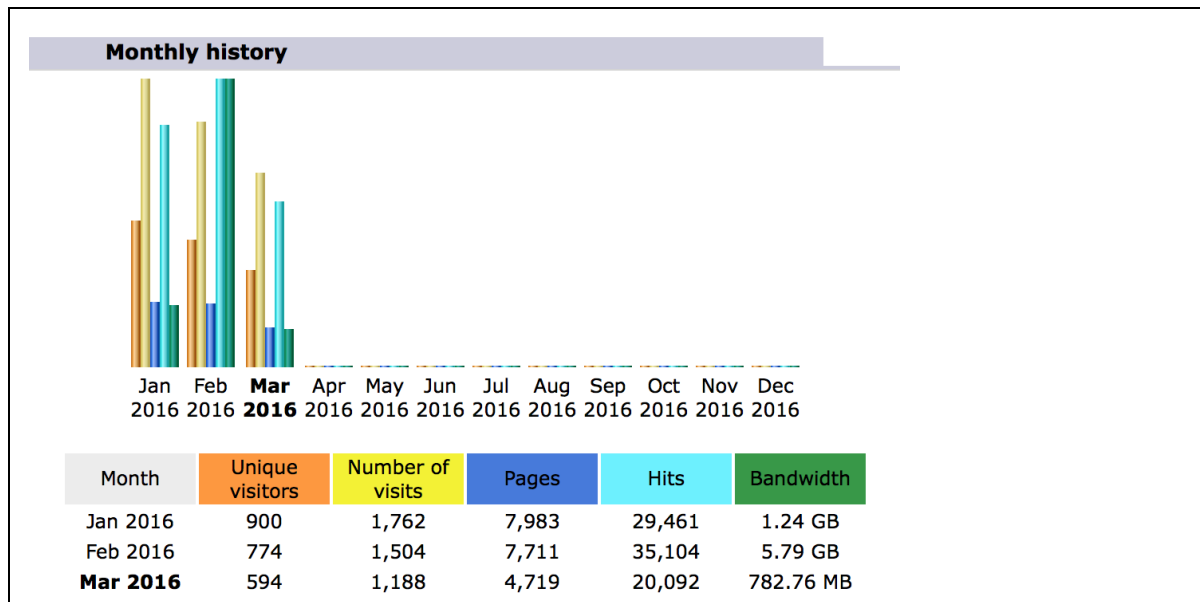 Monthly history
Jan Feb Mar Apr May Jun Jul Aug Sep Oct Nov Dec
2016 2016 2016 2016 2016 2016 2016 2016 2016 2016 2016 2016
Month Unique visitors Number of visits Pages Hits Bandwidth
Jan 2016 900 1,762 7,983 29,461 1.24 GB
Feb 2016 774 1,504 7,711 35,104 5.79 GB
Mar 2016 594 1,188 4,719 20,092 782.76 MB